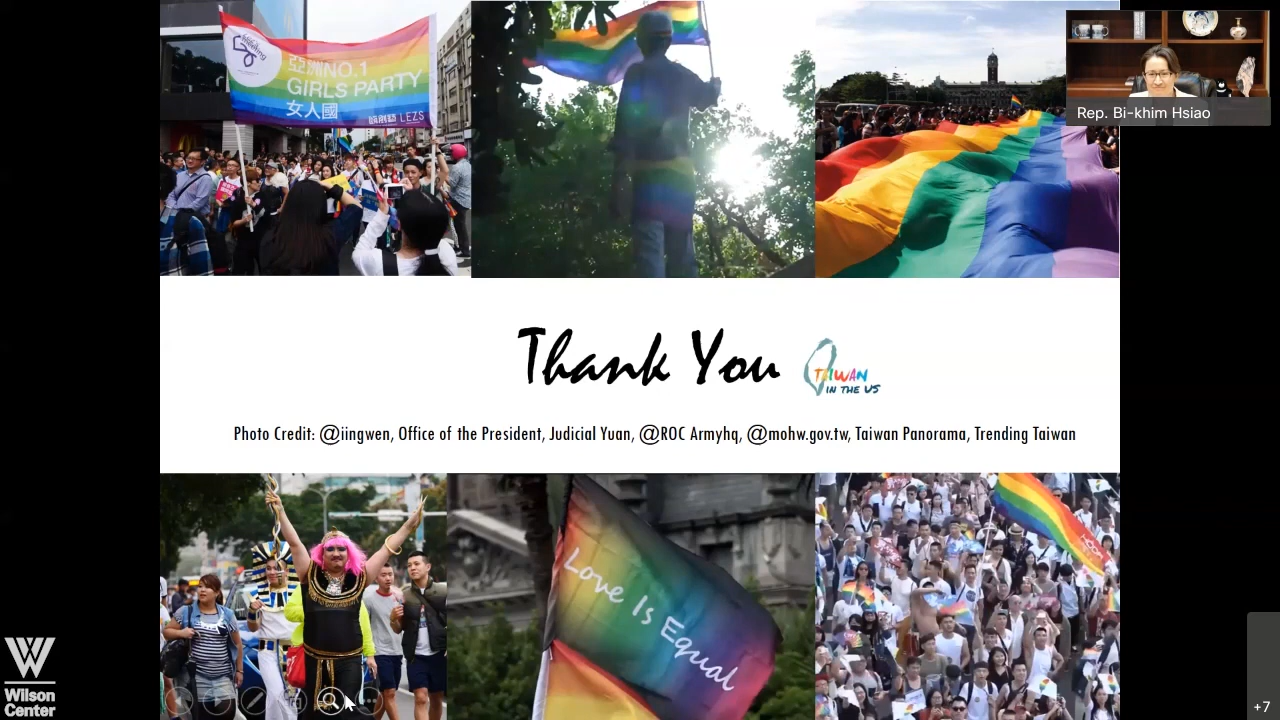 亞洲NO.1
GIRLS PARTY
女人國
LEZS
Rep. Bi-khim Hsiao
Thank You
TAIWAN
IN THE US
Photo Credit: @iingwen, Office of the President, Judicial Yuan, @ROC Armyhq, @mohw.gov.tw, Taiwan Panorama, Trending Taiwan
Love Is Equal
Wilson
Center
+7